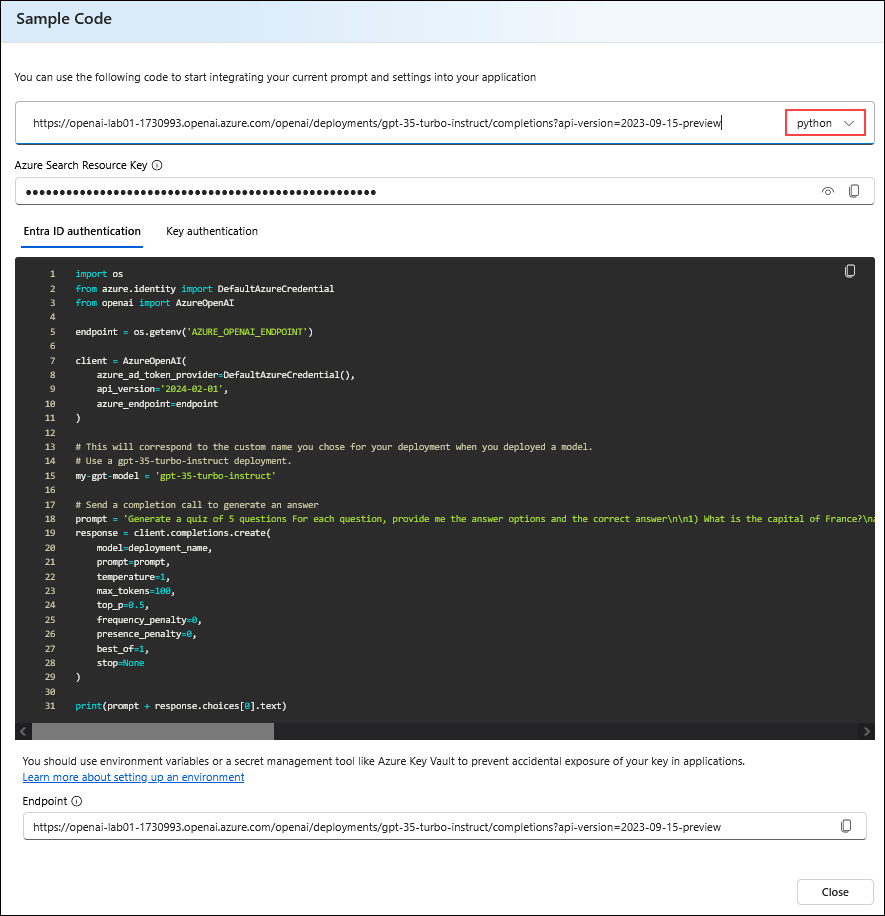 Sample Code
You can use the following code to start integrating your current prompt and settings into your application
https://openai-lab01-1730993.openai.azure.com/openai/deployments/gpt-35-turbo-instruct/completions?api-version=2023-09-15-preview
python
Azure Search Resource Key
••••••••••••••••••••••••••••••••••••••••••••••••••••
Entra ID authentication Key authentication
1 import os
2 from azure.identity import DefaultAzureCredential
3 from openai import AzureOpenAI
4
5 endpoint = os.getenv('AZURE_OPENAI_ENDPOINT')
6
7 client = AzureOpenAI(
8     azure_ad_token_provider=DefaultAzureCredential(),
9     api_version='2024-02-01',
10     azure_endpoint=endpoint
11 )
12
13 # This will correspond to the custom name you chose for your deployment when you deployed a model.
14 # Use a gpt-35-turbo-instruct deployment.
15 my-gpt-model = 'gpt-35-turbo-instruct'
16
17 # Send a completion call to generate an answer
18 prompt = 'Generate a quiz of 5 questions For each question, provide me the answer options and the correct answer\n\n1) What is the capital of France?\na
19 response = client.completions.create(
20     model=deployment_name,
21     prompt=prompt,
22     temperature=1,
23     max_tokens=100,
24     top_p=0.5,
25     frequency_penalty=0,
26     presence_penalty=0,
27     best_of=1,
28     stop=None
29 )
30
31 print(prompt + response.choices[0].text)
You should use environment variables or a secret management tool like Azure Key Vault to prevent accidental exposure of your key in applications.
Learn more about setting up an environment
Endpoint
https://openai-lab01-1730993.openai.azure.com/openai/deployments/gpt-35-turbo-instruct/completions?api-version=2023-09-15-preview
Close